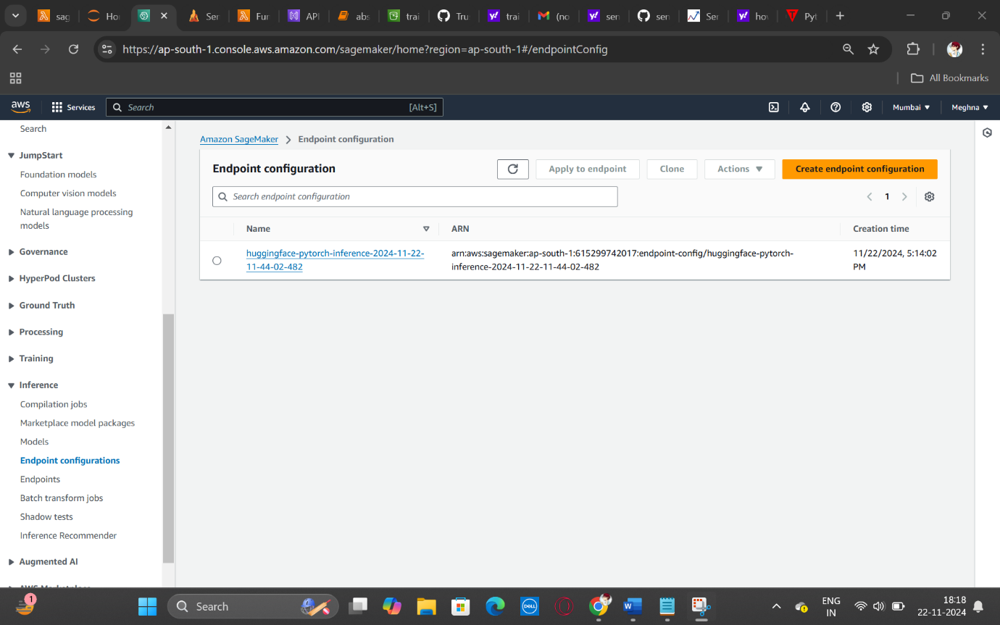 sag
Ho
Ser
Fur
API
abs
trai
Tru
trai
(no
sen
sen
Ser
hov
Pyt
https://ap-south-1.console.aws.amazon.com/sagemaker/home?region=ap-south-1#/endpointConfig
All Bookmarks
aws
Services
Search
[Alt+S]
Mumbai
Meghna
Search
JumpStart
Foundation models
Computer vision models
Natural language processing
models
Governance
HyperPod Clusters
Ground Truth
Processing
Training
Inference
Compilation jobs
Marketplace model packages
Models
Endpoint configurations
Endpoints
Batch transform jobs
Shadow tests
Inference Recommender
Augmented AI
AWS Marketplace
Amazon SageMaker > Endpoint configuration
Endpoint configuration
Apply to endpoint
Clone
Actions
Create endpoint configuration
Search endpoint configuration
1
Name
ARN
Creation time
huggingface-pytorch-inference-2024-11-22-
11-44-02-482
arn:aws:sagemaker:ap-south-1:615299742017:endpoint-config/huggingface-pytorch-
inference-2024-11-22-11-44-02-482
11/22/2024, 5:14:02
PM
1
Search
DELL
W
ENG
IN
18:18
22-11-2024